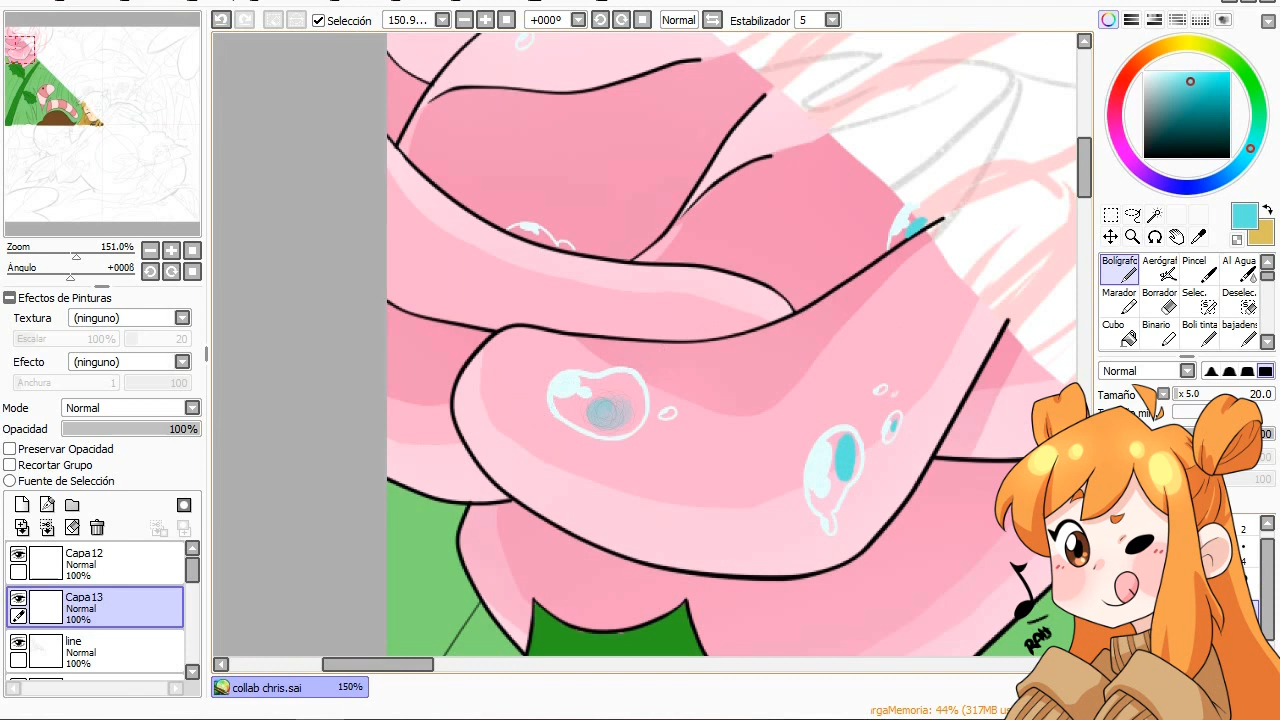 Selección 150.9... +000° Normal Estabilizador 5
Zoom 151.0%
Ángulo +000ß
Efectos de Pinturas
Textura (ninguno)
Escalar 100% 20
Efecto (ninguno)
Anchura 1 100
Mode Normal
Opacidad 100%
Preservar Opacidad
Recortar Grupo
Fuente de Selección
Capa12
Normal
100%
Capa13
Normal
100%
line
Normal
100%
Bolígrafo Aerógraf Pincel Al Agua
Marador Borrador Selec. Deselec.
Cubo Binario Boli tinta bajadens
Normal
Tamaño x 5.0 20.0
collab chris.sai 150%
argaMemoria: 44% (317MB